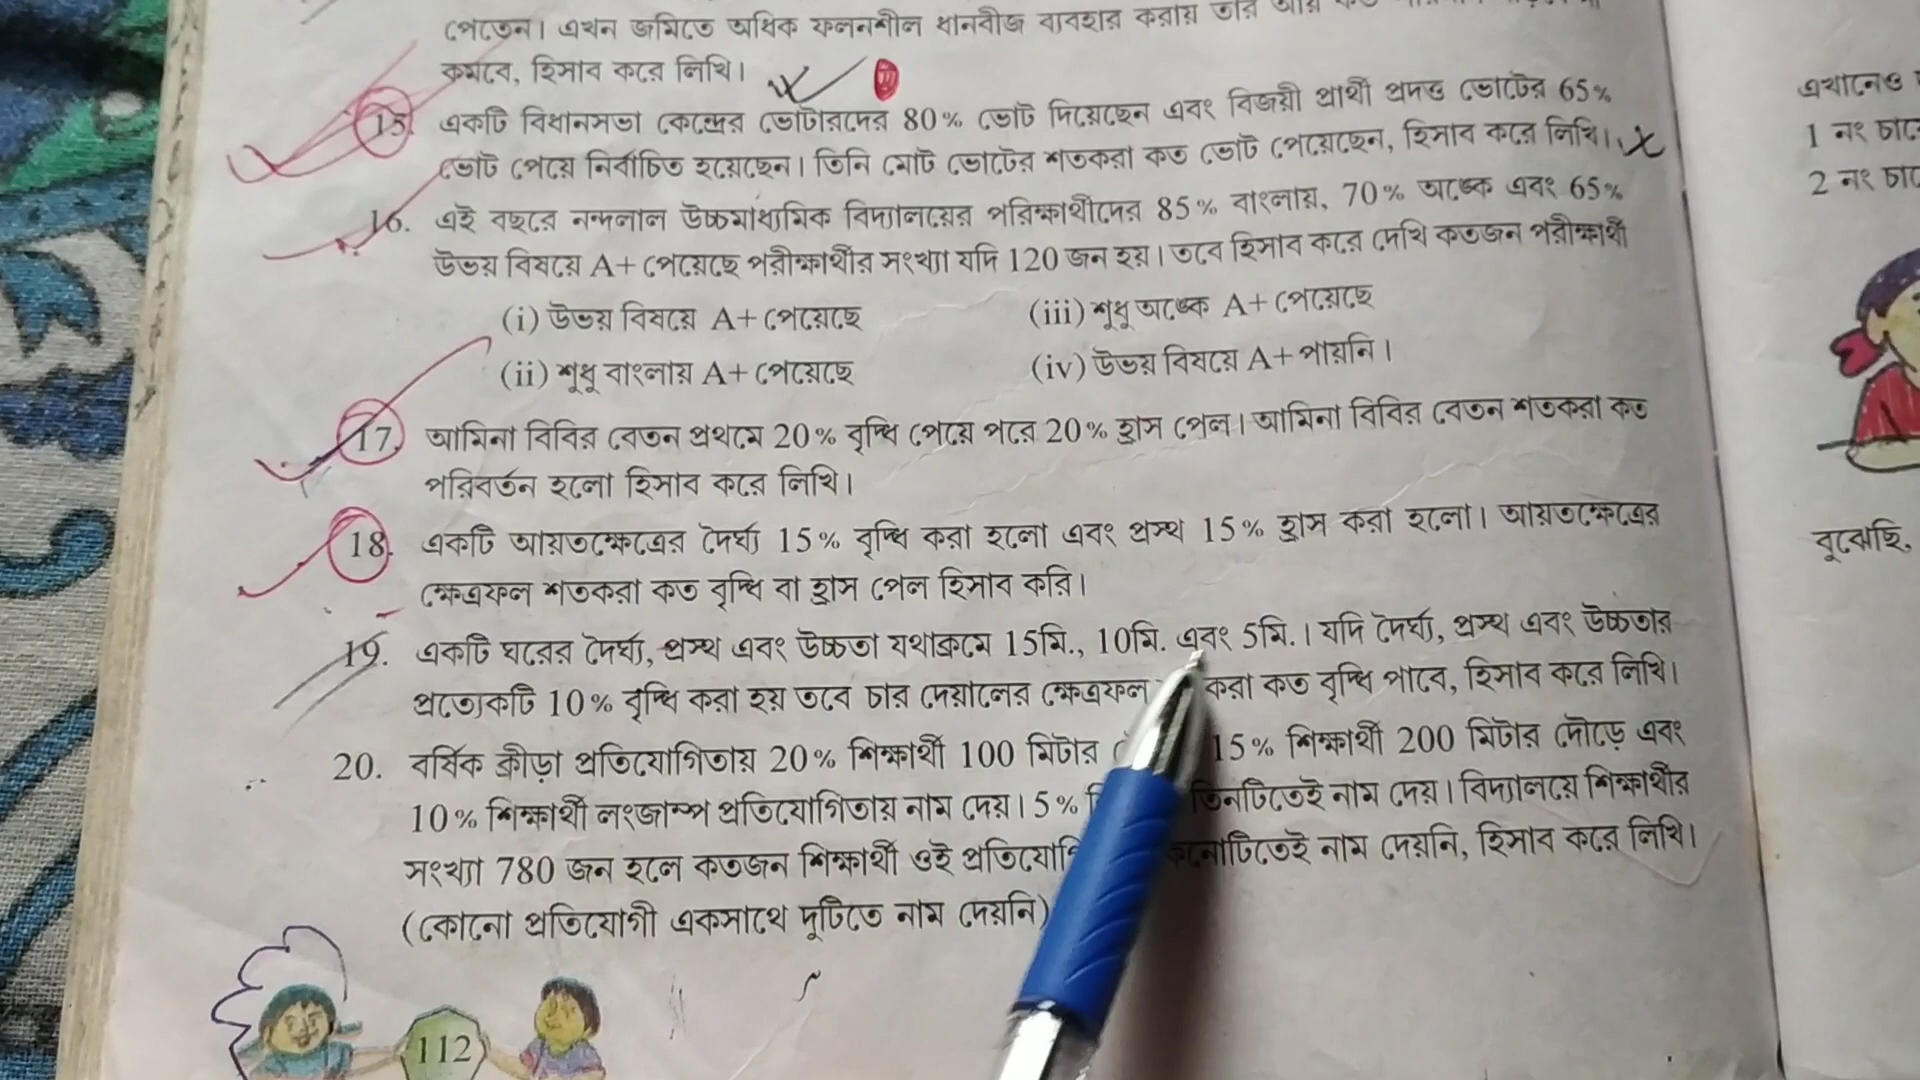 পেতেন। এখন জমিতে অধিক ফলনশীল ধানবীজ ব্যবহার করায় তার আয়
কমবে, হিসাব করে লিখি।
15. একটি বিধানসভা কেন্দ্রের ভোটারদের 80% ভোট দিয়েছেন এবং বিজয়ী প্রার্থী প্রদত্ত ভোটের 65%
ভোট পেয়ে নির্বাচিত হয়েছেন। তিনি মোট ভোটের শতকরা কত ভোট পেয়েছেন, হিসাব করে লিখি।
16. এই বছরে নন্দলাল উচ্চমাধ্যমিক বিদ্যালয়ের পরিক্ষার্থীদের 85% বাংলায়, 70% অঙ্কে এবং 65%
উভয় বিষয়ে A+ পেয়েছে পরীক্ষার্থীর সংখ্যা যদি 120 জন হয়। তবে হিসাব করে দেখি কতজন পরীক্ষার্থী
(i) উভয় বিষয়ে A+ পেয়েছে (iii) শুধু অঙ্কে A+ পেয়েছে
(ii) শুধু বাংলায় A+ পেয়েছে (iv) উভয় বিষয়ে A+ পায়নি।
17. আমিনা বিবির বেতন প্রথমে 20% বৃদ্ধি পেয়ে পরে 20% হ্রাস পেল। আমিনা বিবির বেতন শতকরা কত
পরিবর্তন হলো হিসাব করে লিখি।
18. একটি আয়তক্ষেত্রের দৈর্ঘ্য 15% বৃদ্ধি করা হলো এবং প্রস্থ 15% হ্রাস করা হলো। আয়তক্ষেত্রের
ক্ষেত্রফল শতকরা কত বৃদ্ধি বা হ্রাস পেল হিসাব করি।
19. একটি ঘরের দৈর্ঘ্য, প্রস্থ এবং উচ্চতা যথাক্রমে 15মি., 10মি. এবং 5মি.। যদি দৈর্ঘ্য, প্রস্থ এবং উচ্চতার
প্রত্যেকটি 10% বৃদ্ধি করা হয় তবে চার দেয়ালের ক্ষেত্রফল করা কত বৃদ্ধি পাবে, হিসাব করে লিখি।
20. বর্ষিক ক্রীড়া প্রতিযোগিতায় 20% শিক্ষার্থী 100 মিটার 15% শিক্ষার্থী 200 মিটার দৌড়ে এবং
10% শিক্ষার্থী লংজাম্প প্রতিযোগিতায় নাম দেয়। 5% তিনটিতেই নাম দেয়। বিদ্যালয়ে শিক্ষার্থীর
সংখ্যা 780 জন হলে কতজন শিক্ষার্থী ওই প্রতিযোগি কোনোটিতেই নাম দেয়নি, হিসাব করে লিখি।
(কোনো প্রতিযোগী একসাথে দুটিতে নাম দেয়নি)
112
এখানেও
1 নং চা
2 নং চা
বুঝেছি,